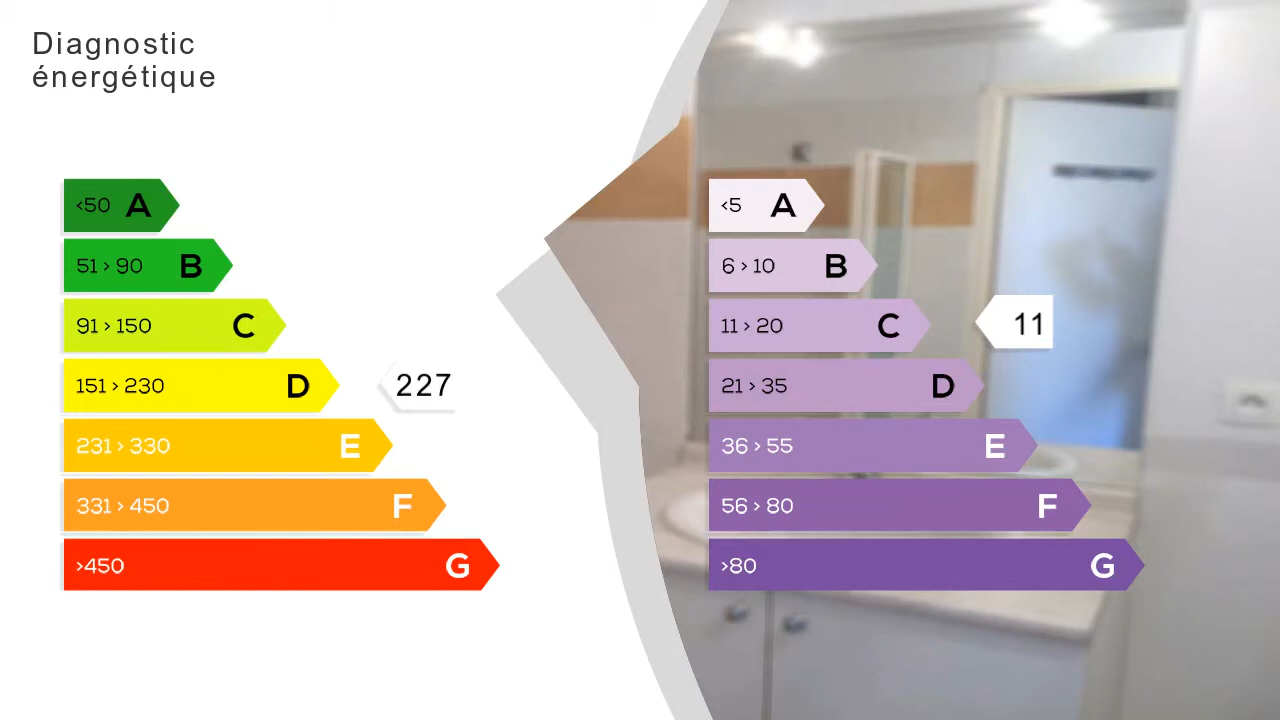 Diagnostic
énergétique
<50 A
51 > 90 B
91 > 150 C
151 > 230 D
227
231 > 330 E
331 > 450 F
>450 G
<5 A
6 > 10 B
11 > 20 C
11
21 > 35 D
36 > 55 E
56 > 80 F
>80 G